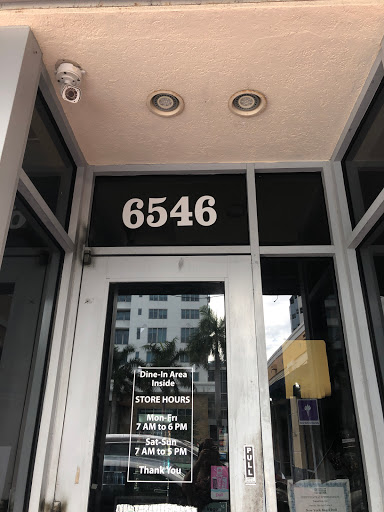 6546
Dine-In Area
Inside
STORE HOURS
Mon-Fri
7 AM to 6 PM
Sat-Sun
7 AM to 5 PM
Thank You
PULL